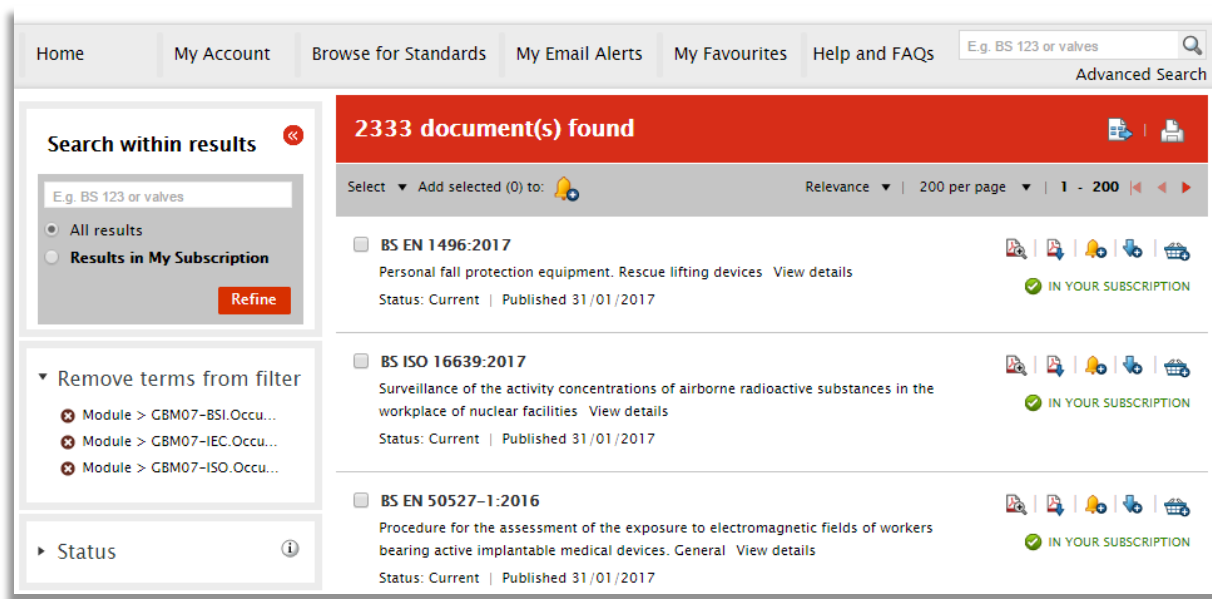 Home My Account Browse for Standards My Email Alerts My Favourites Help and FAQs E.g. BS 123 or valves
Advanced Search
Search within results
E.g. BS 123 or valves
All results
Results in My Subscription
Refine
Remove terms from filter
Module > GBM07-BSI.Occu...
Module > GBM07-IEC.Occu...
Module > GBM07-ISO.Occu...
Status
2333 document(s) found
Select Add selected (0) to: Relevance | 200 per page | 1 - 200
BS EN 1496:2017
Personal fall protection equipment. Rescue lifting devices View details
Status: Current | Published 31/01/2017
IN YOUR SUBSCRIPTION
BS ISO 16639:2017
Surveillance of the activity concentrations of airborne radioactive substances in the
workplace of nuclear facilities View details
Status: Current | Published 31/01/2017
IN YOUR SUBSCRIPTION
BS EN 50527-1:2016
Procedure for the assessment of the exposure to electromagnetic fields of workers
bearing active implantable medical devices. General View details
Status: Current | Published 31/01/2017
IN YOUR SUBSCRIPTION